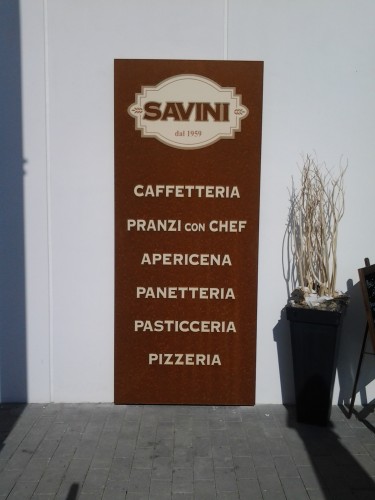 SAVINI
dal 1959
CAFFETTERIA
PRANZI CON CHEF
APERICENA
PANETTERIA
PASTICCERIA
PIZZERIA